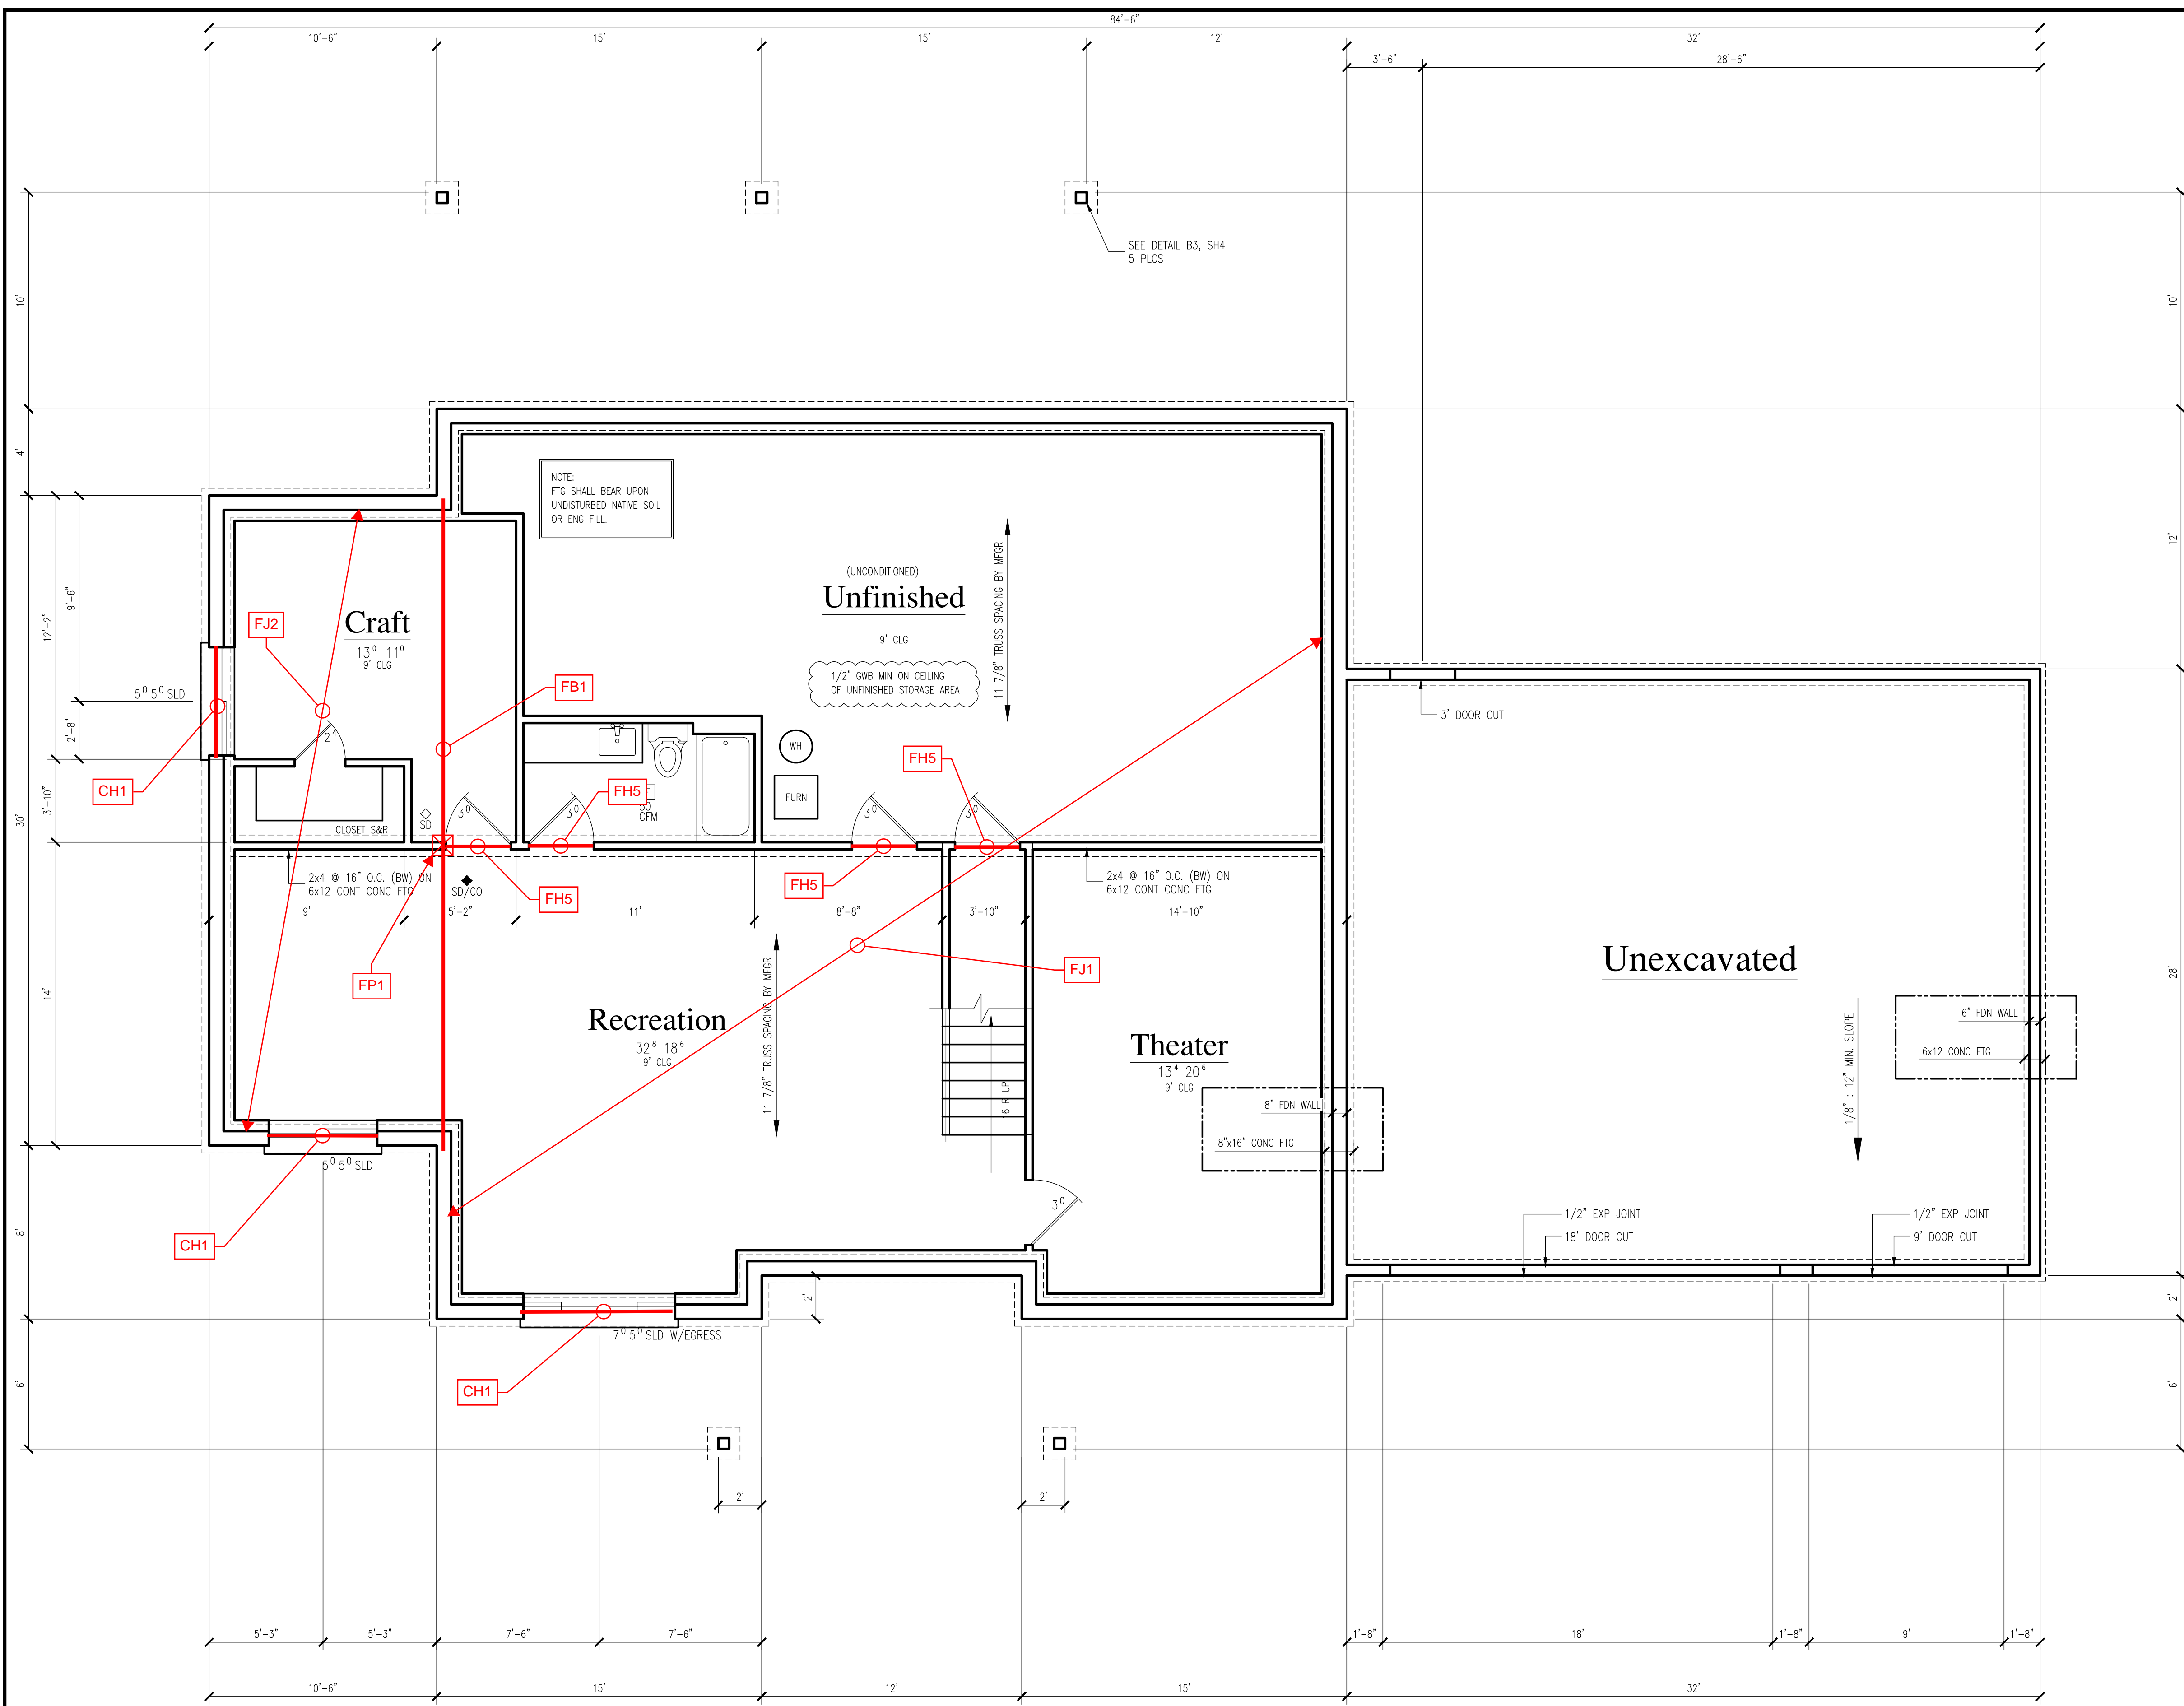 84'-6"
10'-6" 15' 15' 12' 32'
3'-6" 28'-6"
SEE DETAIL B3, SH4
5 PLCS
10'
10'
4'
12'
30'
12'-2"
9'-6"
2'-8"
3'-10"
14'
8'
6'
28'
2'
6'
NOTE:
FTG SHALL BEAR UPON
UNDISTURBED NATIVE SOIL
OR ENG FILL.
(UNCONDITIONED)
Unfinished
9' CLG
1/2" GWB MIN ON CEILING
OF UNFINISHED STORAGE AREA
11 7/8" TRUSS SPACING BY MFGR
Craft
13⁰ 11⁰
9' CLG
FJ2
FB1
5⁰ 5⁰ SLD
2⁴
CH1
WH
FURN
FH5
FH5
CFM
3⁰
3⁰
3⁰
3⁰
SD
CLOSET S&R
3' DOOR CUT
2x4 @ 16" O.C. (BW) ON
6x12 CONT CONC FTG
SD/CO
FH5
FH5
2x4 @ 16" O.C. (BW) ON
6x12 CONT CONC FTG
9' 5'-2" 11' 8'-8" 3'-10" 14'-10"
FP1
FJ1
Recreation
32⁸ 18⁶
9' CLG
11 7/8" TRUSS SPACING BY MFGR
6 R UP
Theater
13⁴ 20⁶
9' CLG
Unexcavated
1/8" : 12" MIN. SLOPE
6" FDN WALL
6x12 CONC FTG
8" FDN WALL
8"x16" CONC FTG
5⁰ 5⁰ SLD
CH1
3⁰
1/2" EXP JOINT
18' DOOR CUT
1/2" EXP JOINT
9' DOOR CUT
2'
7⁰ 5⁰ SLD W/EGRESS
CH1
2' 2'
5'-3" 5'-3" 7'-6" 7'-6" 1'-8" 18' 1'-8" 9' 1'-8"
10'-6" 15' 12' 15' 32'